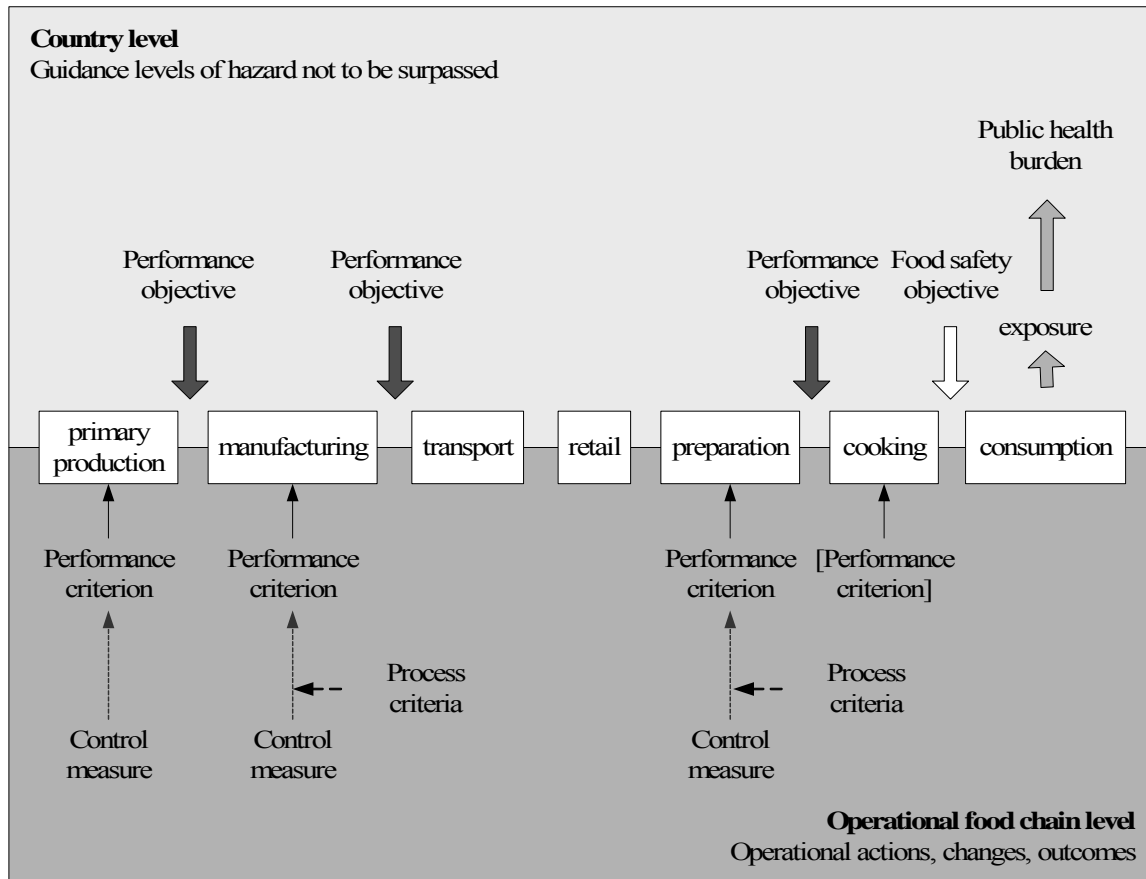 Country level
Guidance levels of hazard not to be surpassed
Public health
burden
Performance
objective
Performance
objective
Performance
objective
Food safety
objective
exposure
primary
production
manufacturing
transport
retail
preparation
cooking
consumption
Performance
criterion
Performance
criterion
Performance
criterion
[Performance
criterion]
Process
criteria
Process
criteria
Control
measure
Control
measure
Control
measure
Operational food chain level
Operational actions, changes, outcomes